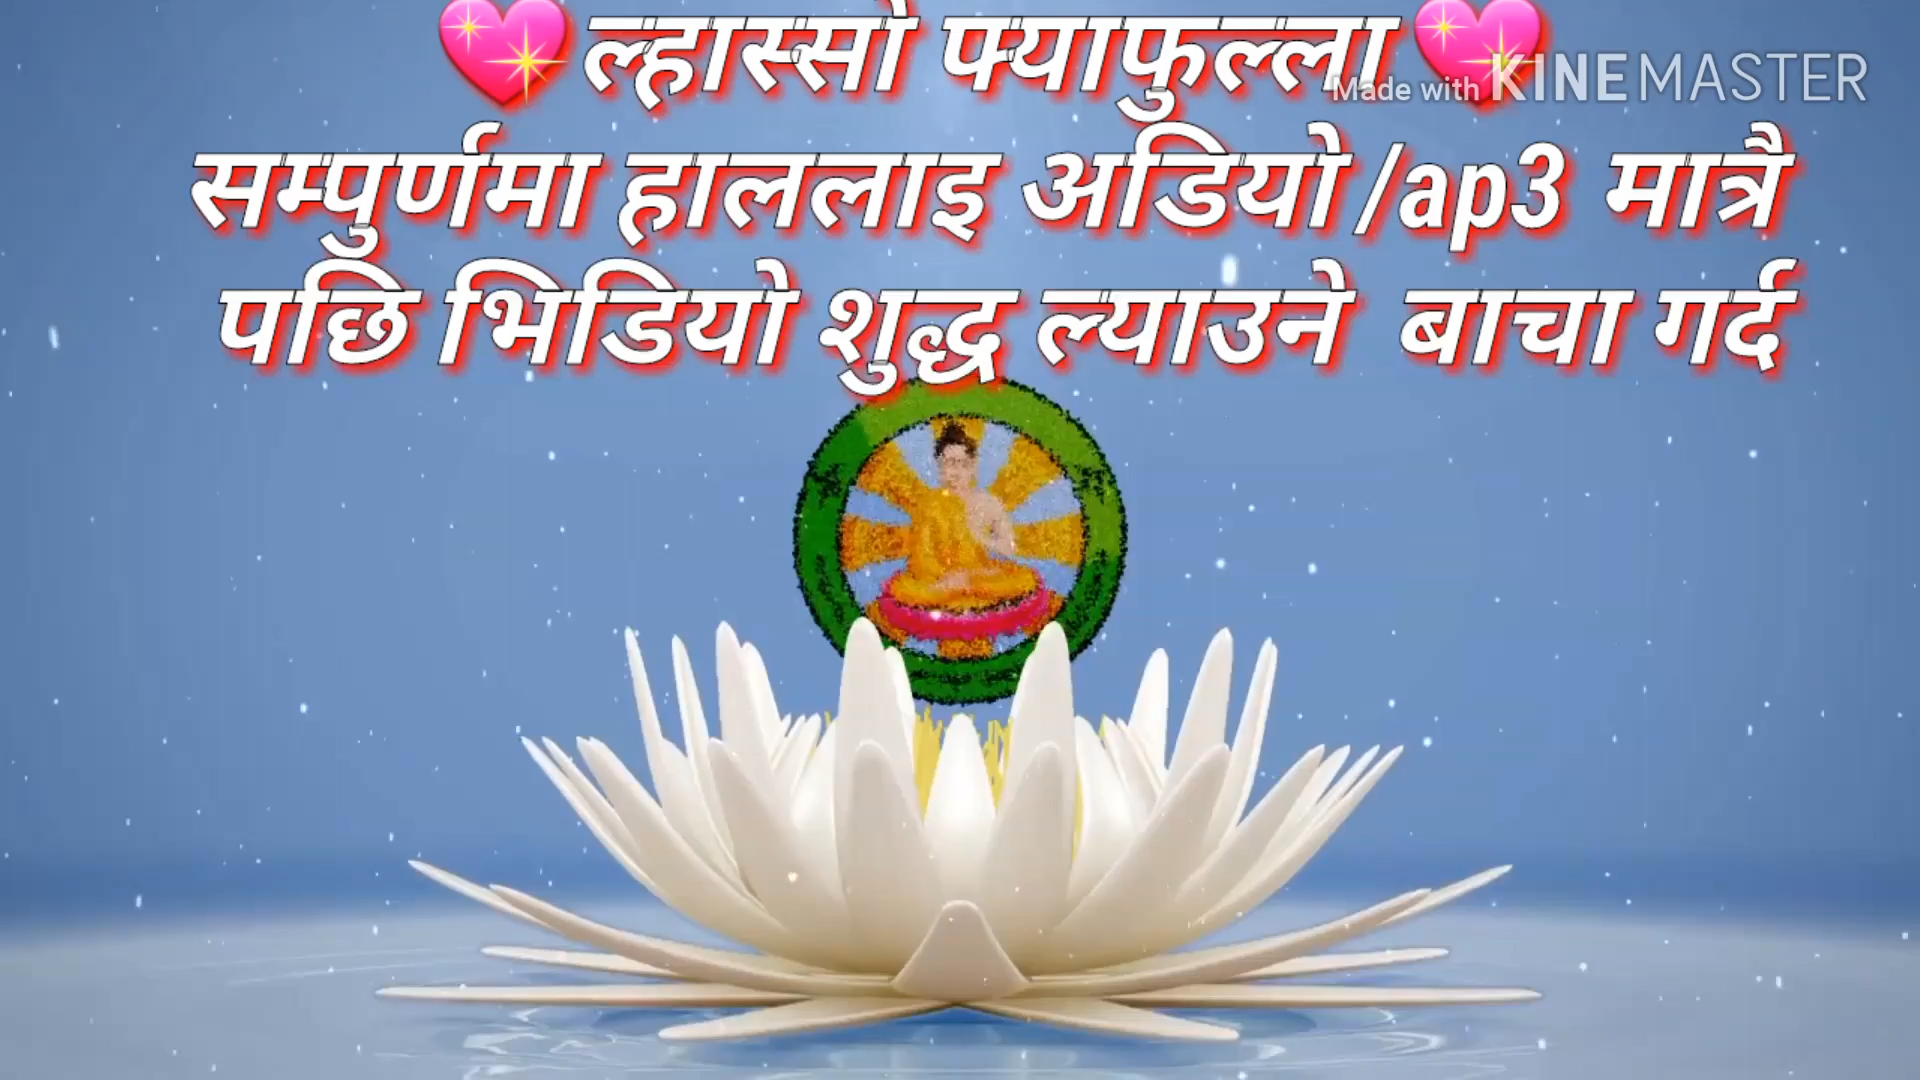 💖ल्हास्सो फ्याफुल्ला💖
Made with KINEMASTER
सम्पुर्णमा हाललाइ अडियो/ap3 मात्रै
पछि भिडियो शुद्ध ल्याउने बाचा गर्द